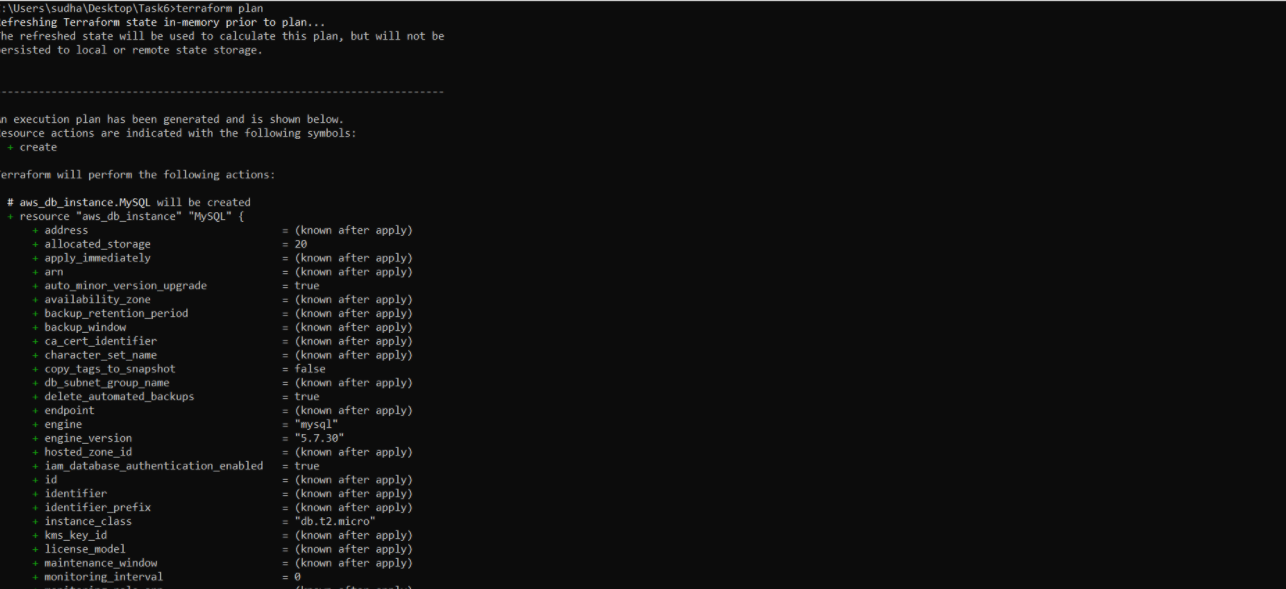 :\Users\sudha\Desktop\Task6>terraform plan
efreshing Terraform state in-memory prior to plan...
he refreshed state will be used to calculate this plan, but will not be
ersisted to local or remote state storage.
------------------------------------------------------------------------
n execution plan has been generated and is shown below.
esource actions are indicated with the following symbols:
+ create
erraform will perform the following actions:
# aws_db_instance.MySQL will be created
+ resource "aws_db_instance" "MySQL" {
+ address = (known after apply)
+ allocated_storage = 20
+ apply_immediately = (known after apply)
+ arn = (known after apply)
+ auto_minor_version_upgrade = true
+ availability_zone = (known after apply)
+ backup_retention_period = (known after apply)
+ backup_window = (known after apply)
+ ca_cert_identifier = (known after apply)
+ character_set_name = (known after apply)
+ copy_tags_to_snapshot = false
+ db_subnet_group_name = (known after apply)
+ delete_automated_backups = true
+ endpoint = (known after apply)
+ engine = "mysql"
+ engine_version = "5.7.30"
+ hosted_zone_id = (known after apply)
+ iam_database_authentication_enabled = true
+ id = (known after apply)
+ identifier = (known after apply)
+ identifier_prefix = (known after apply)
+ instance_class = "db.t2.micro"
+ kms_key_id = (known after apply)
+ license_model = (known after apply)
+ maintenance_window = (known after apply)
+ monitoring_interval = 0